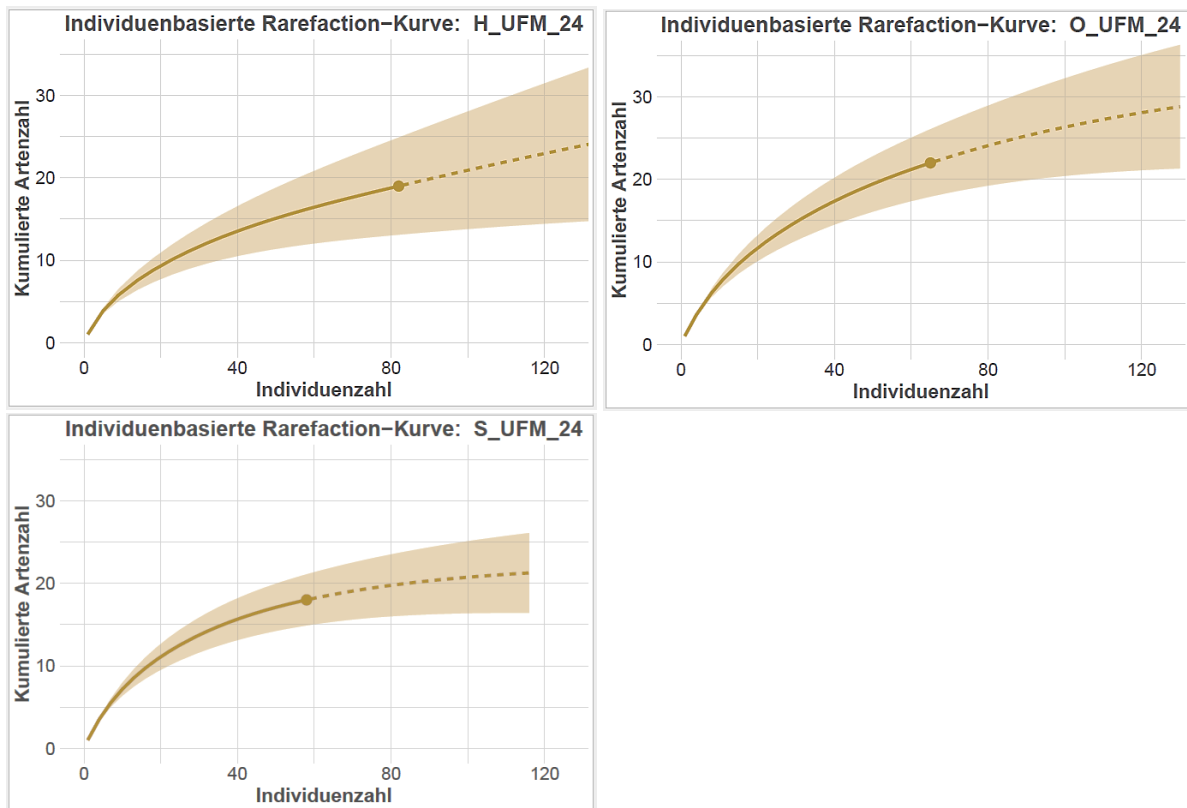 Individuenbasierte Rarefaction−Kurve: H_UFM_24
Kumulierte Artenzahl
30
20
10
0
0 40 80 120
Individuenzahl
Individuenbasierte Rarefaction−Kurve: O_UFM_24
Kumulierte Artenzahl
30
20
10
0
0 40 80 120
Individuenzahl
Individuenbasierte Rarefaction−Kurve: S_UFM_24
Kumulierte Artenzahl
30
20
10
0
0 40 80 120
Individuenzahl